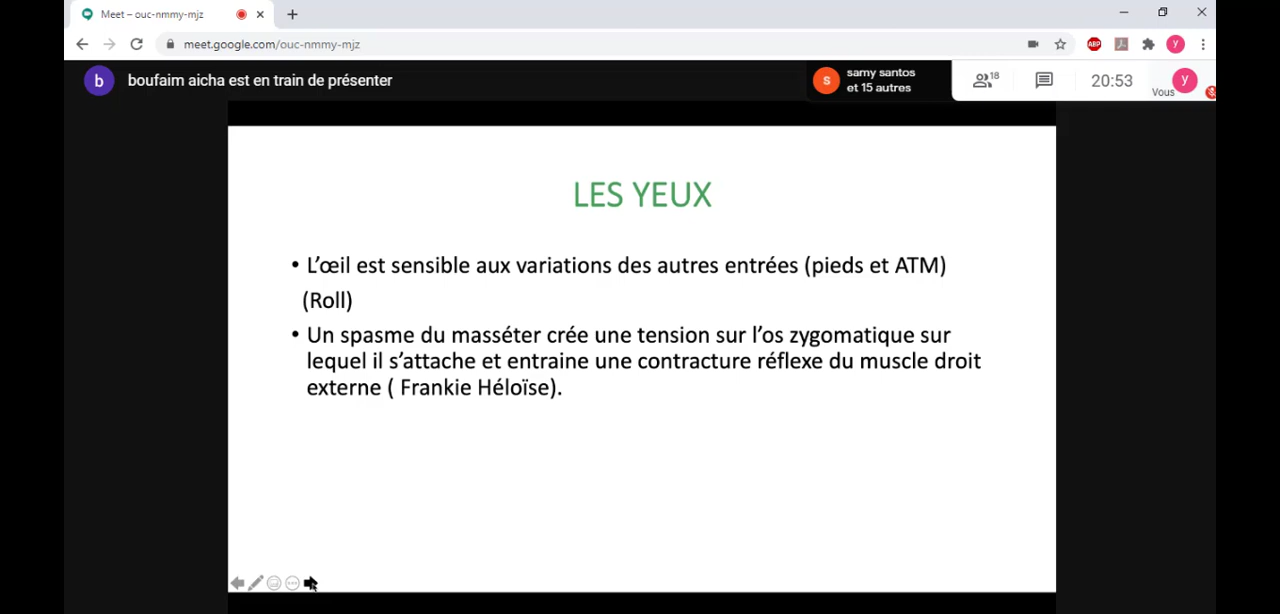 Meet – ouc-nmmy-mjz
meet.google.com/ouc-nmmy-mjz
ABP
y
b
boufaim aicha est en train de présenter
s
samy santos
et 15 autres
18
20:53
Vous
y
LES YEUX
• L’œil est sensible aux variations des autres entrées (pieds et ATM)
(Roll)
• Un spasme du masséter crée une tension sur l’os zygomatique sur
lequel il s’attache et entraine une contracture réflexe du muscle droit
externe ( Frankie Héloïse).